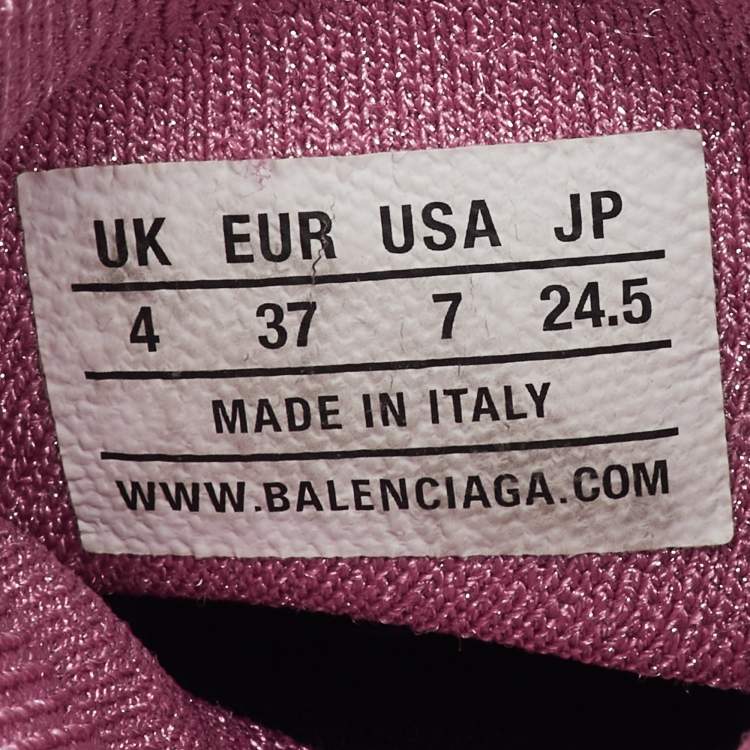 UK EUR USA JP
4 37 7 24.5
MADE IN ITALY
WWW.BALENCIAGA.COM